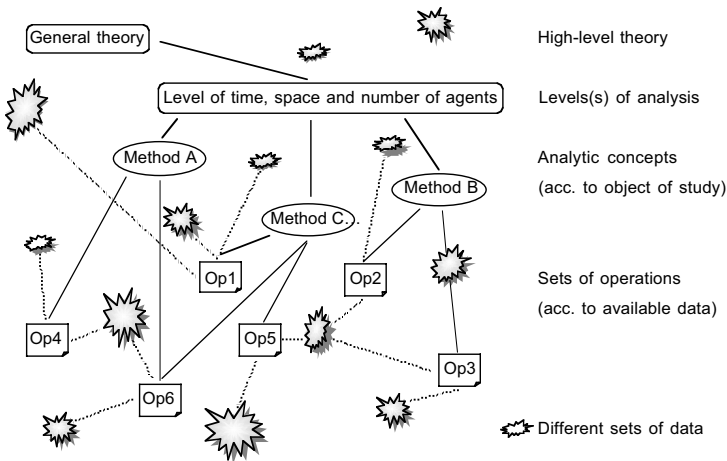 General theory
High-level theory
Level of time, space and number of agents
Levels(s) of analysis
Method A
Analytic concepts
(acc. to object of study)
Method B
Method C.
Op1
Op2
Sets of operations
(acc. to available data)
Op4
Op5
Op3
Op6
Different sets of data